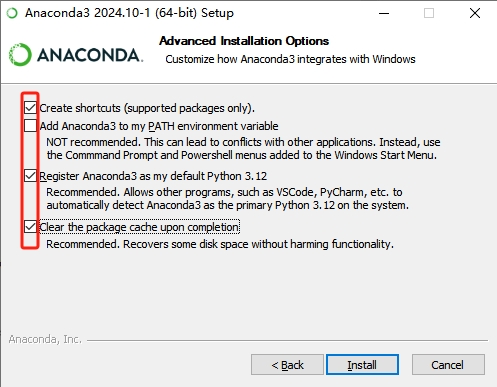 Anaconda3 2024.10-1 (64-bit) Setup
ANACONDA.
Advanced Installation Options
Customize how Anaconda3 integrates with Windows
Create shortcuts (supported packages only).
Add Anaconda3 to my PATH environment variable
NOT recommended. This can lead to conflicts with other applications. Instead, use
the Commmand Prompt and Powershell menus added to the Windows Start Menu.
Register Anaconda3 as my default Python 3.12
Recommended. Allows other programs, such as VSCode, PyCharm, etc. to
automatically detect Anaconda3 as the primary Python 3.12 on the system.
Clear the package cache upon completion
Recommended. Recovers some disk space without harming functionality.
Anaconda, Inc.
< Back
Install
Cancel